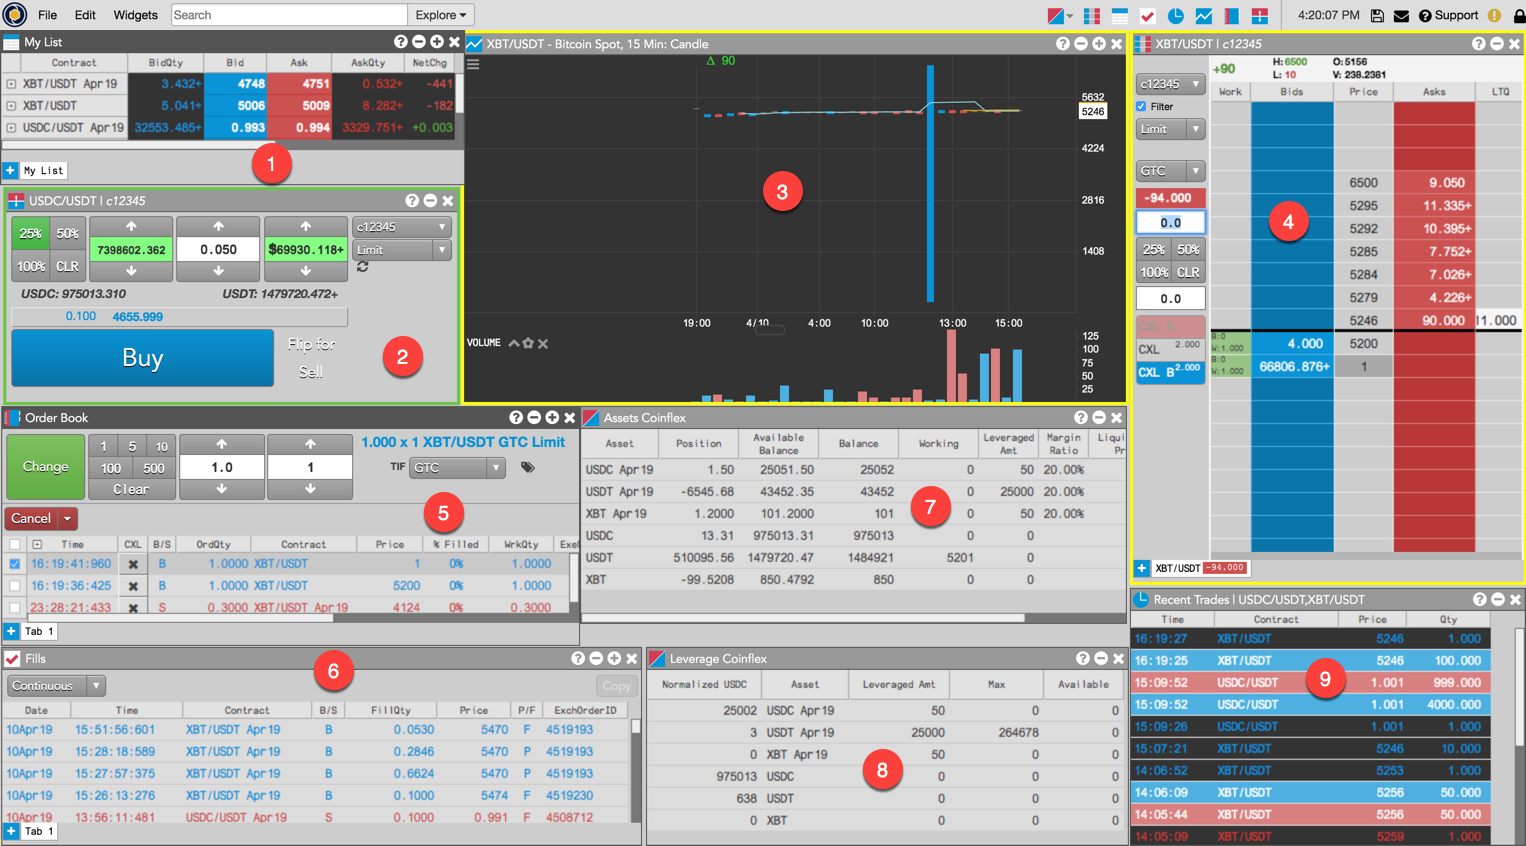 File Edit Widgets Search Explore 4:20:07 PM Support
My List
Contract BidQty Bid Ask AskQty NetChg
XBT/USDT Apr19 3.432+ 4748 4751 0.532+ -441
XBT/USDT 5.041+ 5006 5009 8.282+ -182
USDC/USDT Apr19 32553.485+ 0.993 0.994 3329.751+ +0.003
1
My List
USDC/USDT | c12345
25% 50%
100% CLR
7398602.362 0.050 $69930.118+
c12345
Limit
USDC: 975013.310 USDT: 1479720.472+
0.100 4655.999
Buy
Flip for
Sell
2
XBT/USDT - Bitcoin Spot, 15 Min: Candle
Δ 90
5632
5246
4224
2816
1408
3
19:00 4/10 4:00 10:00 13:00 15:00
VOLUME
125
100
75
50
25
XBT/USDT | c12345
c12345
Filter
Limit
GTC
-94.000
0.0
25% 50%
100% CLR
0.0
CXL S
CXL 2.000
CXL B 2.000
+90 H: 6500 O: 5156
L: 10 V: 238.2381
Work Bids Price Asks LTQ
6500 9.050
5295 11.335+
5292 10.395+
5285 7.752+
5284 7.026+
5279 4.226+
5246 90.000 11.000
B:0
W:1.000 4.000 5200
B:0
W:1.000 66806.876+ 1
4
XBT/USDT -94.000
Order Book
Change
1 5 10
100 500
Clear
1.0 1
1.000 x 1 XBT/USDT GTC Limit
TIF GTC
5
Cancel
Time CXL B/S OrdQty Contract Price % Filled WrkQty
16:19:41:960 B 1.0000 XBT/USDT 1 0% 1.0000
16:19:36:425 B 1.0000 XBT/USDT 5200 0% 1.0000
23:28:21:433 S 0.3000 XBT/USDT Apr19 4124 0% 0.3000
Tab 1
Assets Coinflex
Asset Position Available Balance Balance Working Leveraged Amt Margin Ratio
USDC Apr19 1.50 25051.50 25052 0 50 20.00%
USDT Apr19 -6545.68 43452.35 43452 0 25000 20.00%
XBT Apr19 1.2000 101.2000 101 0 50 20.00%
USDC 13.31 975013.31 975013 0 0
USDT 510095.56 1479720.47 1484921 5201 0
XBT -99.5208 850.4792 850 0 0
7
Fills
6
Continuous Copy
Date Time Contract B/S FillQty Price P/F ExchOrderID
10Apr19 15:51:56:601 XBT/USDT Apr19 B 0.0530 5470 F 4519193
10Apr19 15:28:18:589 XBT/USDT Apr19 B 0.2846 5470 P 4519193
10Apr19 15:27:57:375 XBT/USDT Apr19 B 0.6624 5470 P 4519193
10Apr19 15:26:13:276 XBT/USDT Apr19 B 0.1000 5474 F 4519230
10Apr19 13:56:11:481 USDC/USDT Apr19 S 0.1000 0.991 F 4508712
Tab 1
Leverage Coinflex
Normalized USDC Asset Leveraged Amt Max Available
25002 USDC Apr19 50 0 0
3 USDT Apr19 25000 264678 0
0 XBT Apr19 50 0 0
975013 USDC 0 0 0
638 USDT 0 0 0
0 XBT 0 0 0
8
Recent Trades | USDC/USDT,XBT/USDT
Time Contract Price Qty
16:19:27 XBT/USDT 5246 1.000
16:19:25 XBT/USDT 5246 100.000
15:09:52 USDC/USDT 1.001 999.000
15:09:52 USDC/USDT 1.001 4000.000
15:09:26 USDC/USDT 1.001 1.000
15:07:21 XBT/USDT 5246 10.000
14:06:52 XBT/USDT 5253 1.000
14:06:09 XBT/USDT 5256 50.000
14:05:44 XBT/USDT 5256 50.000
14:05:09 XBT/USDT 5259 1.000
9